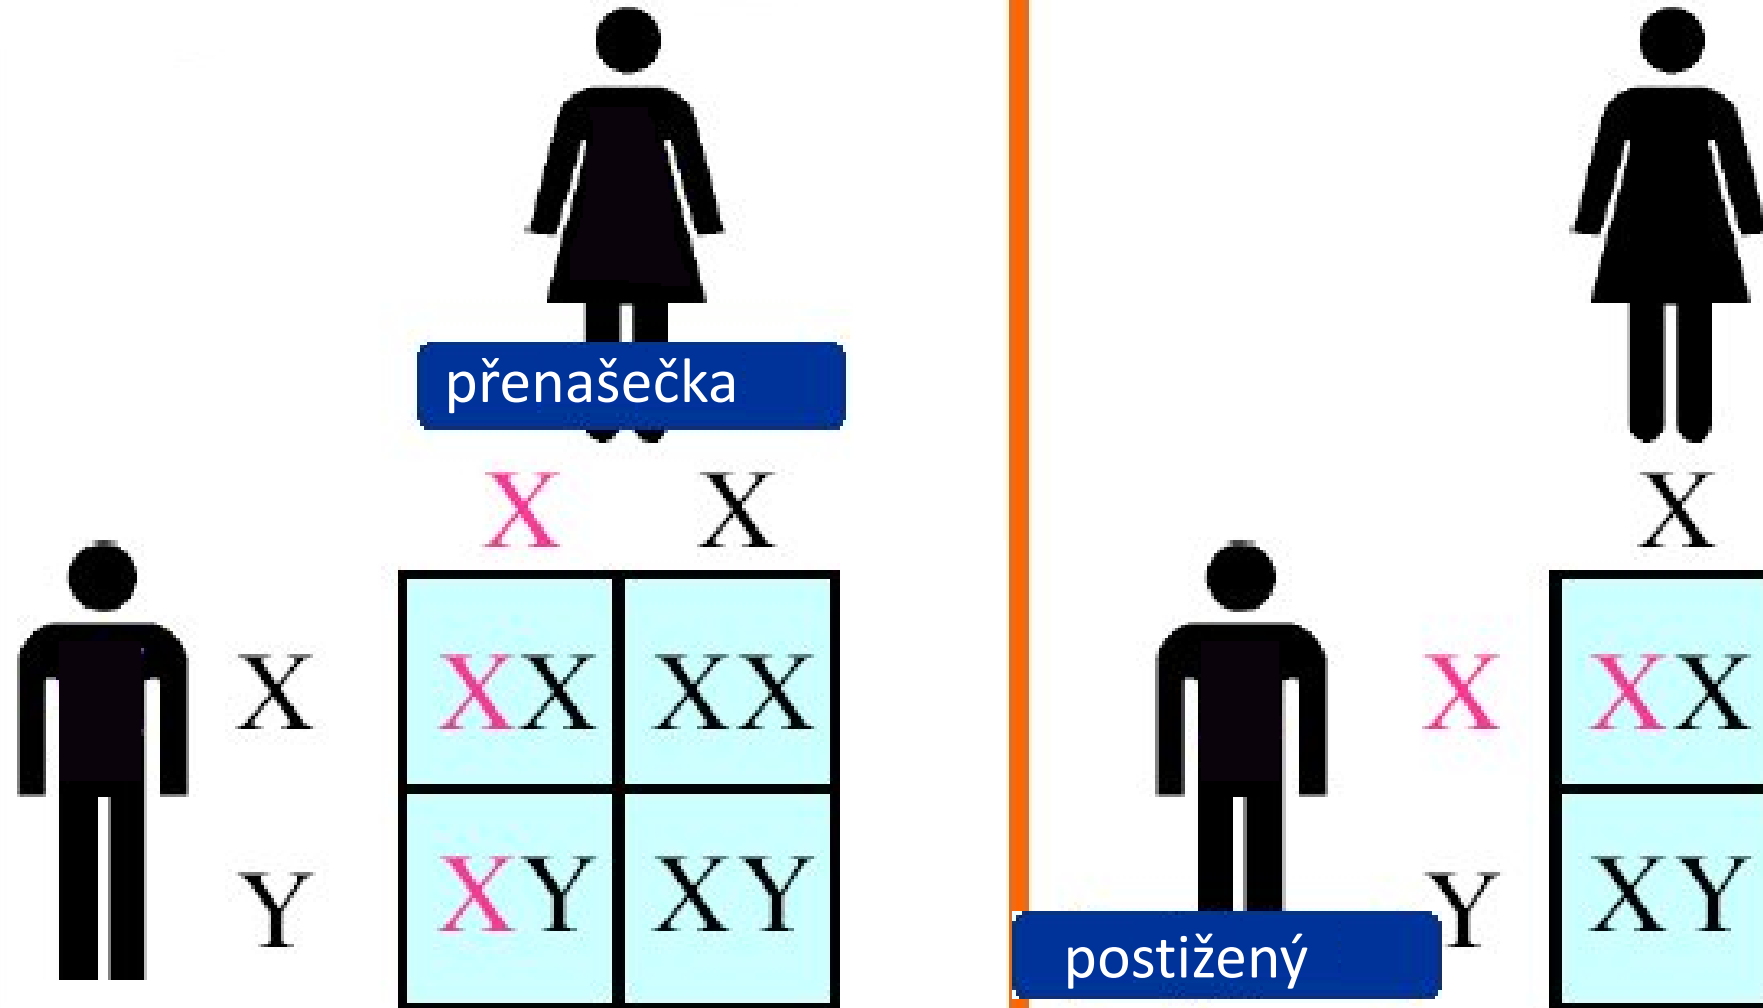 přenašečka
X X
X XX XX
Y XY XY
X
X XX
Y XY
postižený